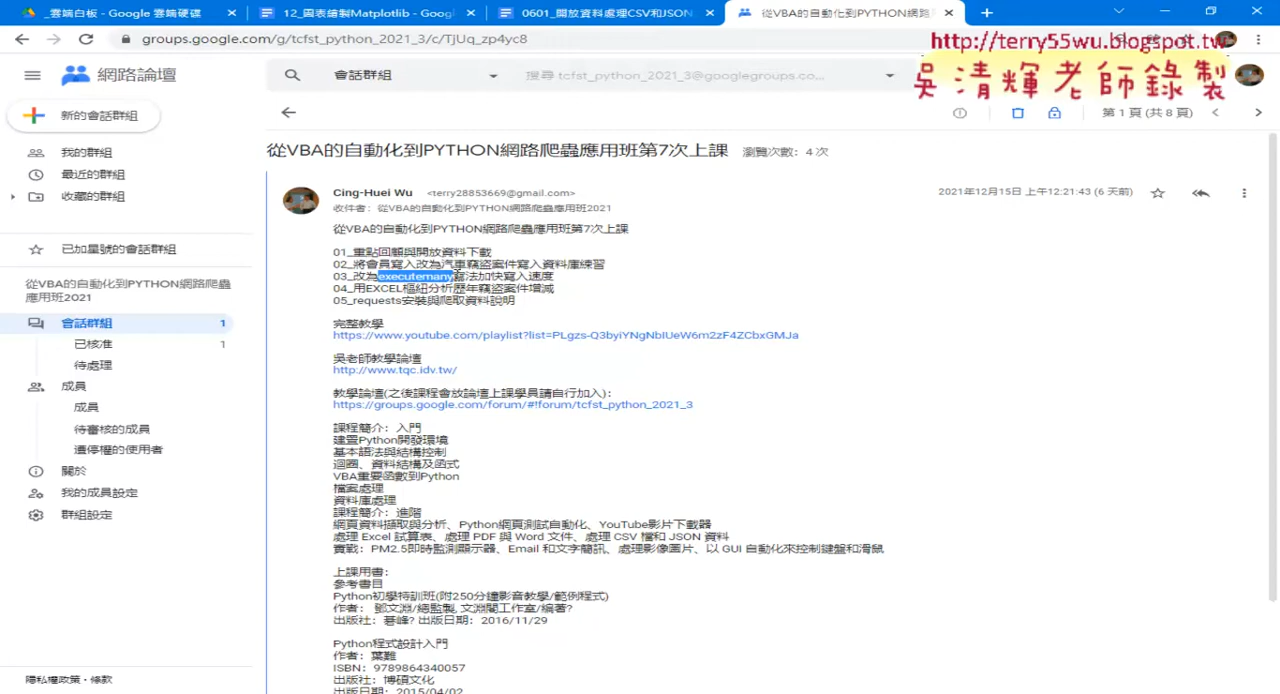 _雲端白板 - Google 雲端硬碟
12_圖表繪製Matplotlib - Goog
0601_開放資料處理CSV和JSON
從VBA的自動化到PYTHON網路
groups.google.com/g/tcfst_python_2021_3/c/TjUq_zp4yc8
http://terry55wu.blogspot.tw
吳清輝老師錄製
網路論壇
會話群組
搜尋 tcfst_python_2021_3@googlegroups.co...
新的會話群組
第 1 頁 (共 8 頁)
我的群組
最近的群組
收藏的群組
已加星號的會話群組
從VBA的自動化到PYTHON網路爬蟲
應用班2021
會話群組 1
已核准 1
待處理
成員
成員
待審核的成員
遭停權的使用者
關於
我的成員設定
群組設定
隱私權政策・條款
從VBA的自動化到PYTHON網路爬蟲應用班第7次上課
瀏覽次數：4 次
Cing-Huei Wu <terry28853669@gmail.com>
2021年12月15日 上午12:21:43 (6 天前)
收件者：從VBA的自動化到PYTHON網路爬蟲應用班2021
從VBA的自動化到PYTHON網路爬蟲應用班第7次上課
01_重點回顧與開放資料下載
02_將會員寫入改為汽車竊盜案件寫入資料庫練習
03_改為executemany寫法加快寫入速度
04_用EXCEL樞紐分析歷年竊盜案件增減
05_requests安裝與爬取資料說明
完整教學
https://www.youtube.com/playlist?list=PLgzs-Q3byiYNgNbIUeW6m2zF4ZCbxGMJa
吳老師教學論壇
http://www.tqc.idv.tw/
教學論壇(之後課程會放論壇上課學員請自行加入)：
https://groups.google.com/forum/#!forum/tcfst_python_2021_3
課程簡介：入門
建置Python開發環境
基本語法與結構控制
迴圈、資料結構及函式
VBA重要函數到Python
檔案處理
資料庫處理
課程簡介：進階
網頁資料擷取與分析、Python網頁測試自動化、YouTube影片下載器
處理 Excel 試算表、處理 PDF 與 Word 文件、處理 CSV 檔和 JSON 資料
實戰：PM2.5即時監測顯示器、Email 和文字簡訊、處理影像圖片、以 GUI 自動化來控制鍵盤和滑鼠
上課用書：
參考書目
Python初學特訓班(附250分鐘影音教學/範例程式)
作者： 鄧文淵/總監製, 文淵閣工作室/編著?
出版社：碁峰? 出版日期：2016/11/29
Python程式設計入門
作者：葉難
ISBN：9789864340057
出版社：博碩文化
出版日期：2015/04/02